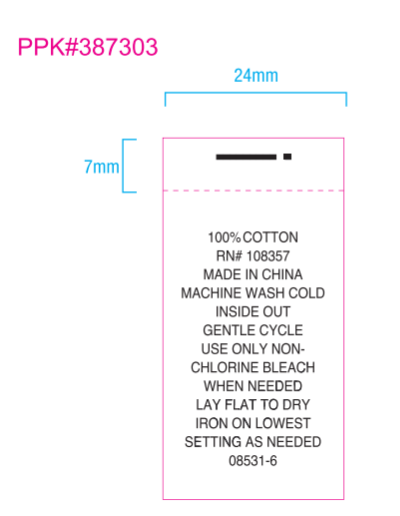 PPK#387303
24mm
7mm
100% COTTON
RN# 108357
MADE IN CHINA
MACHINE WASH COLD
INSIDE OUT
GENTLE CYCLE
USE ONLY NON-
CHLORINE BLEACH
WHEN NEEDED
LAY FLAT TO DRY
IRON ON LOWEST
SETTING AS NEEDED
08531-6